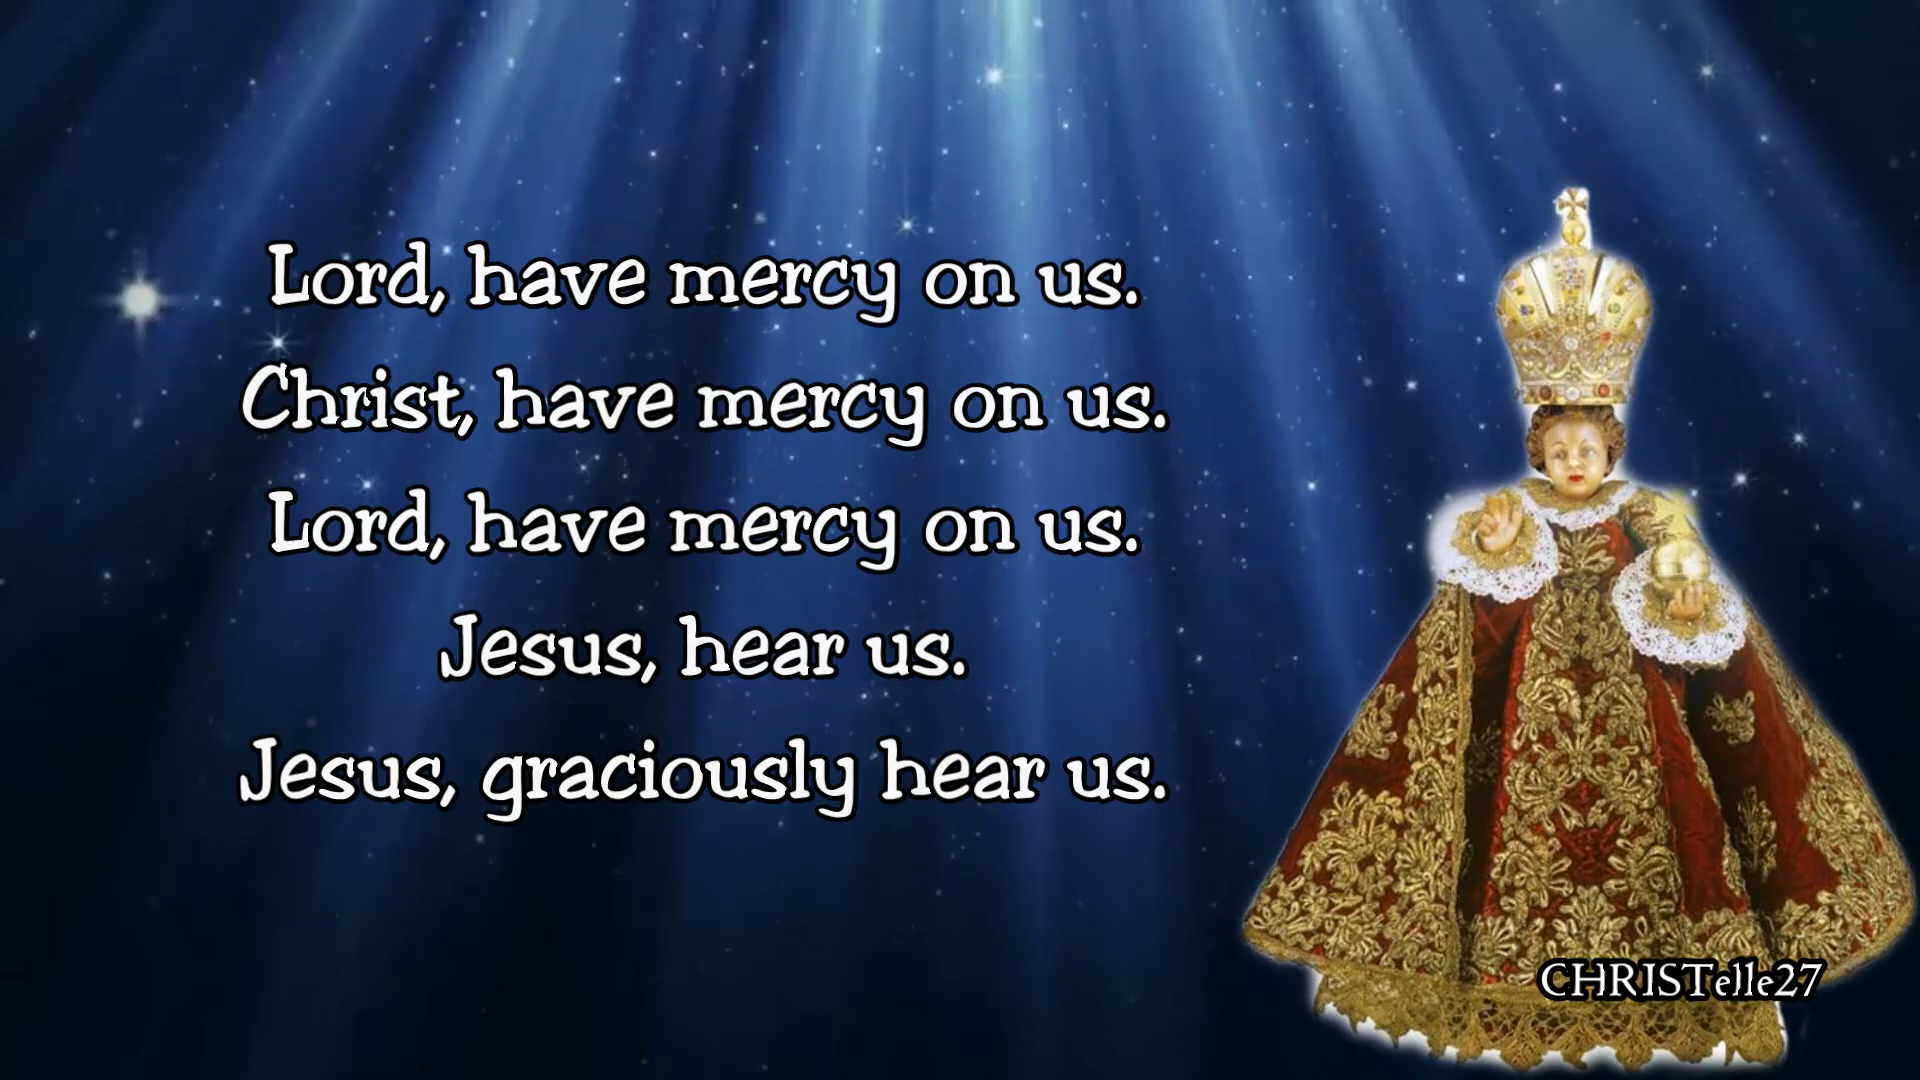 Lord, have mercy on us.
Christ, have mercy on us.
Lord, have mercy on us.
Jesus, hear us.
Jesus, graciously hear us.
CHRISTelle27